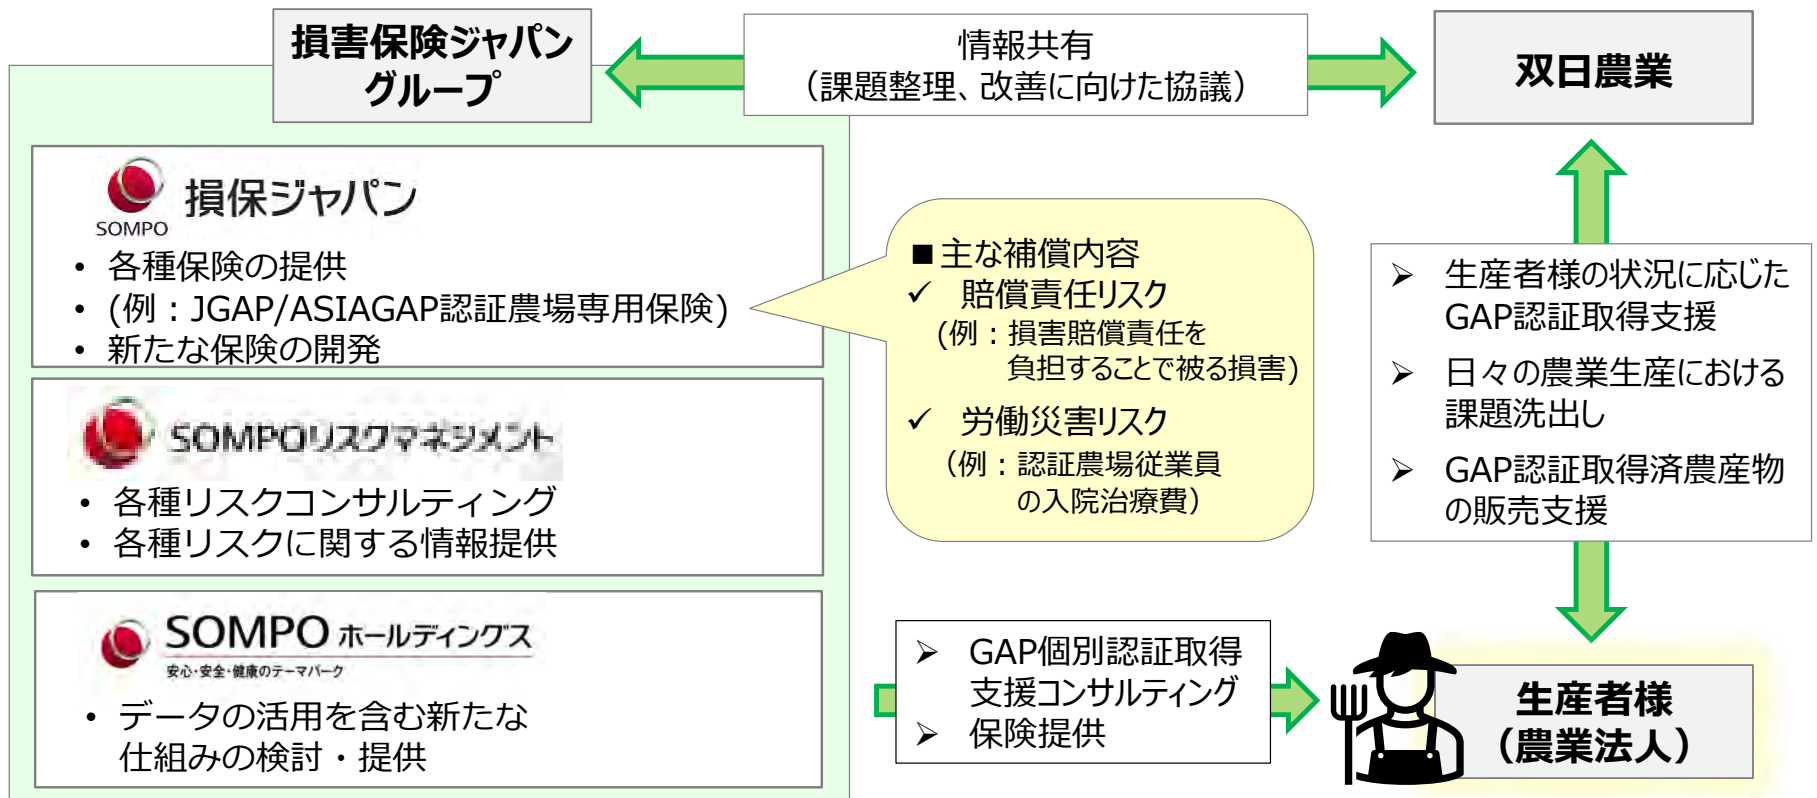 損害保険ジャパン
グループ
情報共有
（課題整理、改善に向けた協議）
双日農業
SOMPO
損保ジャパン
• 各種保険の提供
• (例：JGAP/ASIAGAP認証農場専用保険)
• 新たな保険の開発
■主な補償内容
✓ 賠償責任リスク
(例：損害賠償責任を
負担することで被る損害)
✓ 労働災害リスク
（例：認証農場従業員
の入院治療費）
➢ 生産者様の状況に応じた
GAP認証取得支援
➢ 日々の農業生産における
課題洗出し
➢ GAP認証取得済農産物
の販売支援
SOMPOリスクマネジメント
• 各種リスクコンサルティング
• 各種リスクに関する情報提供
SOMPO ホールディングス
安心・安全・健康のテーマパーク
• データの活用を含む新たな
仕組みの検討・提供
➢ GAP個別認証取得
支援コンサルティング
➢ 保険提供
生産者様
（農業法人）